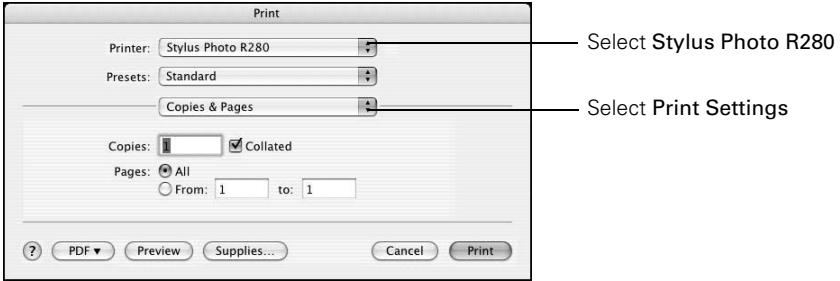 Print
Printer: Stylus Photo R280
Select Stylus Photo R280
Presets: Standard
Copies & Pages
Select Print Settings
Copies: 1 Collated
Pages: All
From: 1 to: 1
? PDF ▼ Preview Supplies... Cancel Print